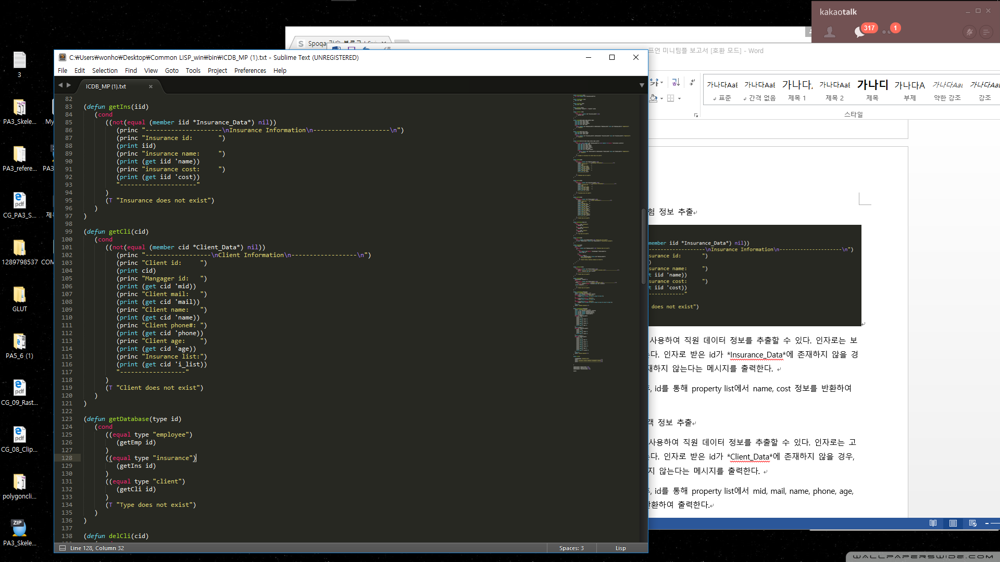 kakaotalk
317
1
Spoqa
프언 미니팀플 보고서 [호환 모드] - Word
3
PA3_Skele...
My
PA3_refere...
PA3
CG_PA3_S...
1289798537
COM
GLUT
PA5_6 (1)
CG_09_Rast...
CG_08_Clip...
polygoncli...
ZIP
PA3_Skele...
C:₩Users₩wonho₩Desktop₩Common LISP_win₩bin₩ICDB_MP (1).txt - Sublime Text (UNREGISTERED)
File Edit Selection Find View Goto Tools Project Preferences Help
ICDB_MP (1).txt
82
83 (defun getIns(iid)
84 (cond
85 ((not(equal (member iid *Insurance_Data*) nil))
86 (princ "---------------------\nInsurance Information\n---------------------\n")
87 (princ "Insurance id:       ")
88 (print iid)
89 (princ "insurance name:     ")
90 (print (get iid 'name))
91 (princ "insurance cost:     ")
92 (print (get iid 'cost))
93 "---------------------"
94 )
95 (T "Insurance does not exist")
96 )
97 )
98
99 (defun getCli(cid)
100 (cond
101 ((not(equal (member cid *Client_Data*) nil))
102 (princ "------------------\nClient Information\n------------------\n")
103 (princ "Client id:     ")
104 (print cid)
105 (princ "Mangager id:   ")
106 (print (get cid 'mid))
107 (princ "Client mail:   ")
108 (print (get cid 'mail))
109 (princ "Client name:   ")
110 (print (get cid 'name))
111 (princ "Client phone#: ")
112 (print (get cid 'phone))
113 (princ "Client age:    ")
114 (print (get cid 'age))
115 (princ "Insurance list:")
116 (print (get cid 'i_list))
117 "------------------"
118 )
119 (T "Client does not exist")
120 )
121 )
122
123 (defun getDatabase(type id)
124 (cond
125 ((equal type "employee")
126 (getEmp id)
127 )
128 ((equal type "insurance")
129 (getIns id)
130 )
131 ((equal type "client")
132 (getCli id)
133 )
134 (T "Type does not exist")
135 )
136 )
137
138 (defun delCli(cid)
Line 128, Column 32
Spaces: 3
Lisp
가나다AaE 가나다AaE 가나다, 가나다AaE 가나디 가나다A 가나다Aaı 가나다Aaı
표준 간격 없음 제목 1 제목 2 제목 부제 약한 강조 강조
스타일
험 정보 추출
member iid *Insurance_Data*) nil))
---------------------\nInsurance Information\n---------------------\n")
surance id:       ")
)
surance name:     ")
t iid 'name))
surance cost:     ")
t iid 'cost))
------------"
does not exist")
사용하여 직원 데이터 정보를 추출할 수 있다. 인자로는 보
다. 인자로 받은 id가 *Insurance_Data*에 존재하지 않을 경
재하지 않는다는 메시지를 출력한다.
, id를 통해 property list에서 name, cost 정보를 반환하여
객 정보 추출
사용하여 직원 데이터 정보를 추출할 수 있다. 인자로는 고
다. 인자로 받은 id가 *Client_Data*에 존재하지 않을 경우,
지 않는다는 메시지를 출력한다.
, id를 통해 property list에서 mid, mail, name, phone, age,
반환하여 출력한다.
WALLPAPERSWIDE.COM